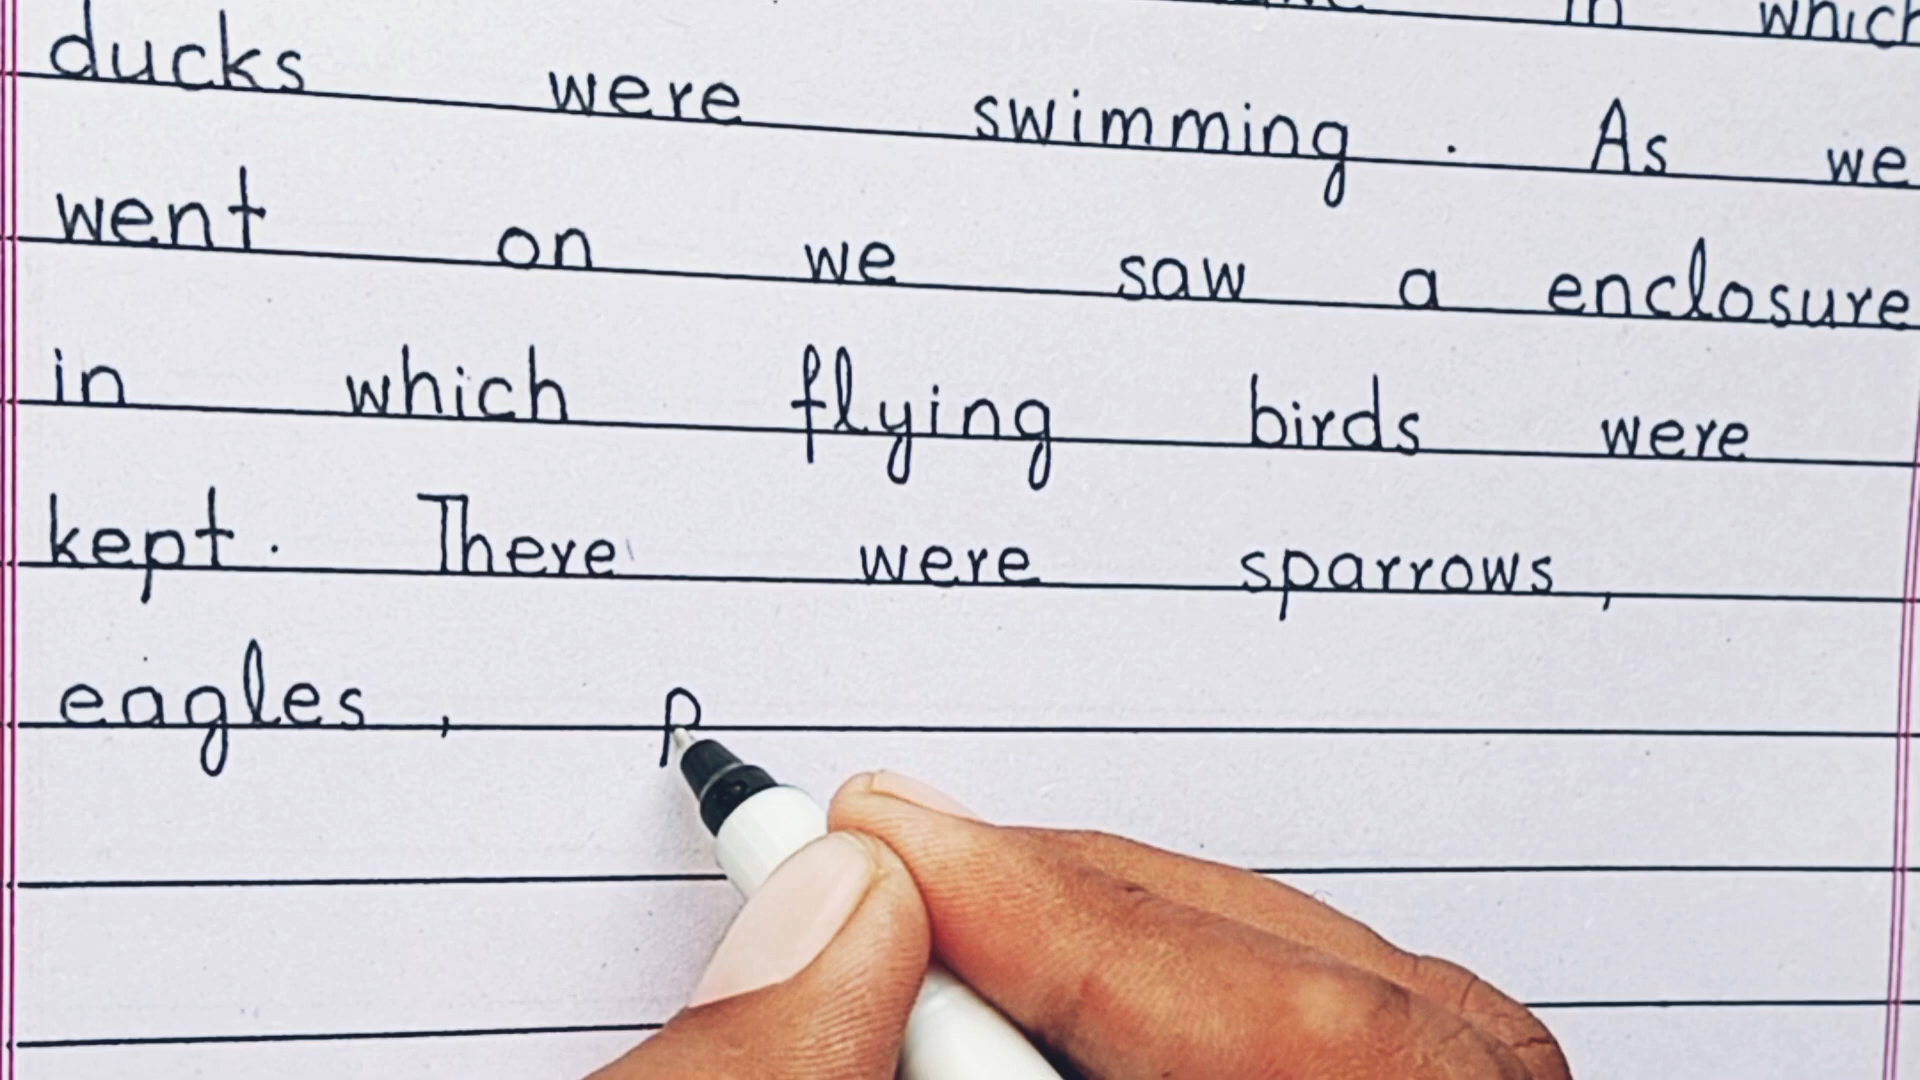 in which
ducks were swimming. As we
went on we saw a enclosure
in which flying birds were
kept. There were sparrows,
eagles, p